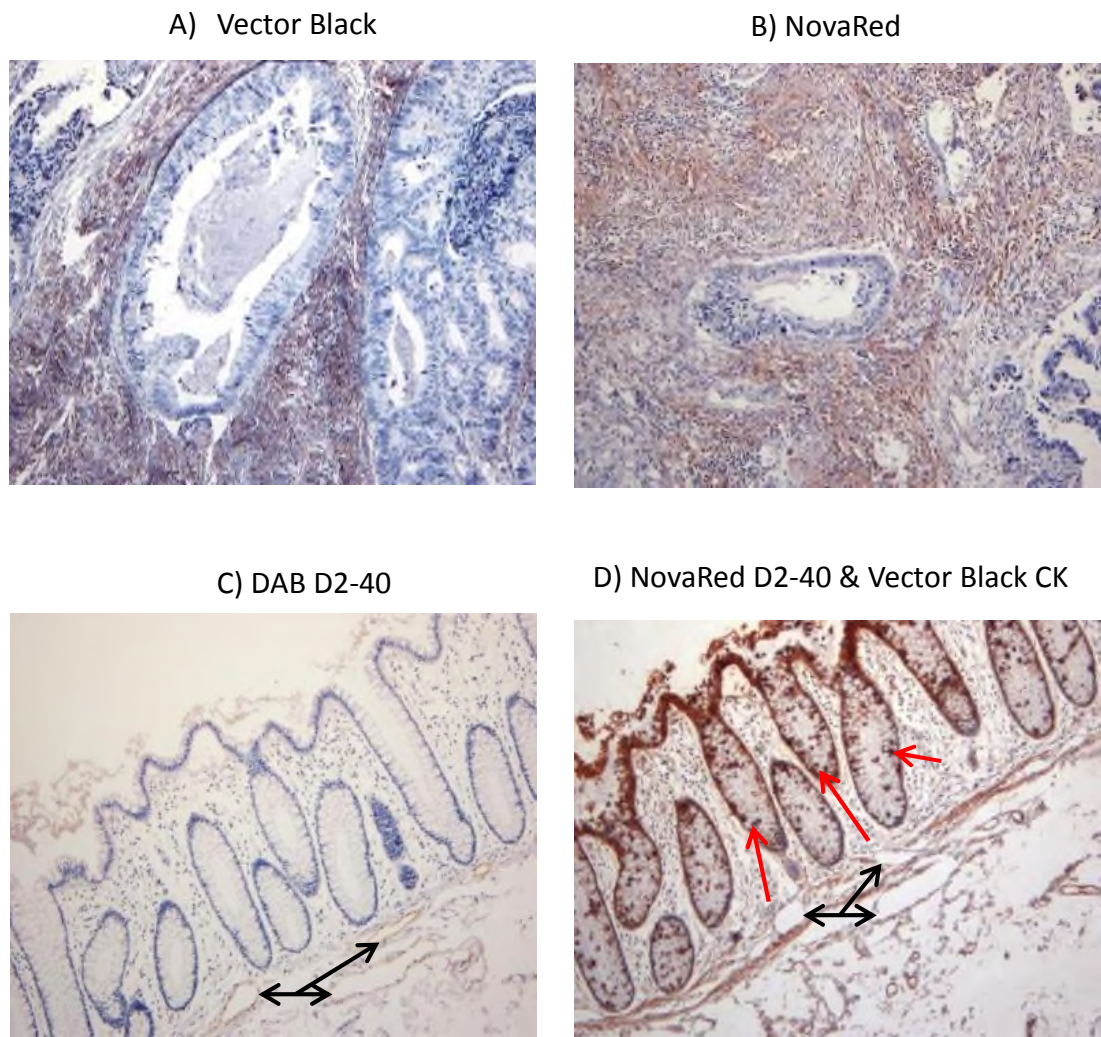 A) Vector Black
B) NovaRed
C) DAB D2-40
D) NovaRed D2-40 & Vector Black CK